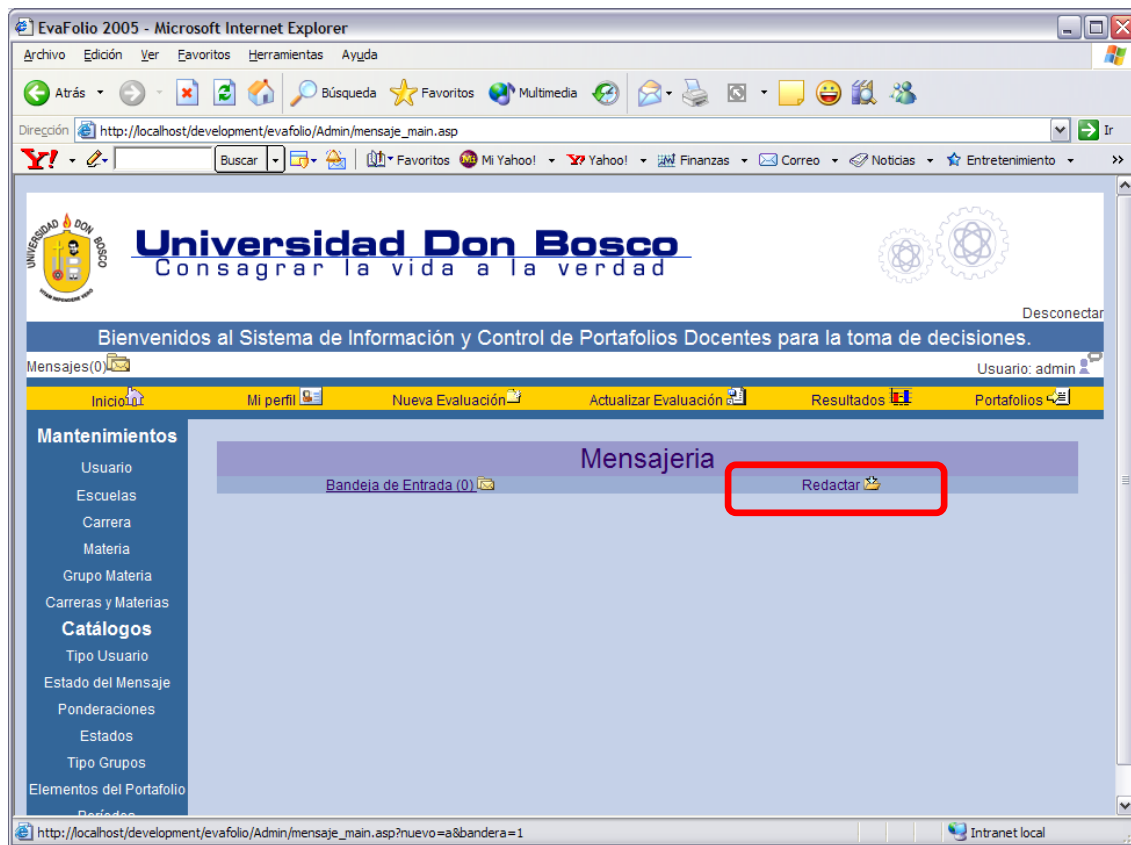 EvaFolio 2005 - Microsoft Internet Explorer
Archivo Edición Ver Favoritos Herramientas Ayuda
Atrás Búsqueda Favoritos Multimedia
Dirección http://localhost/development/evafolio/Admin/mensaje_main.asp Ir
Y! Buscar Favoritos Mi Yahoo! Yahoo! Finanzas Correo Noticias Entretenimiento »
UNIVERSIDAD DON BOSCO
Universidad Don Bosco
Consagrar la vida a la verdad
Desconectar
Bienvenidos al Sistema de Información y Control de Portafolios Docentes para la toma de decisiones.
Mensajes(0) Usuario: admin
Inicio Mi perfil Nueva Evaluación Actualizar Evaluación Resultados Portafolios
Mantenimientos
Usuario
Escuelas
Carrera
Materia
Grupo Materia
Carreras y Materias
Catálogos
Tipo Usuario
Estado del Mensaje
Ponderaciones
Estados
Tipo Grupos
Elementos del Portafolio
Períodos
Mensajeria
Bandeja de Entrada (0) Redactar
http://localhost/development/evafolio/Admin/mensaje_main.asp?nuevo=a&bandera=1 Intranet local